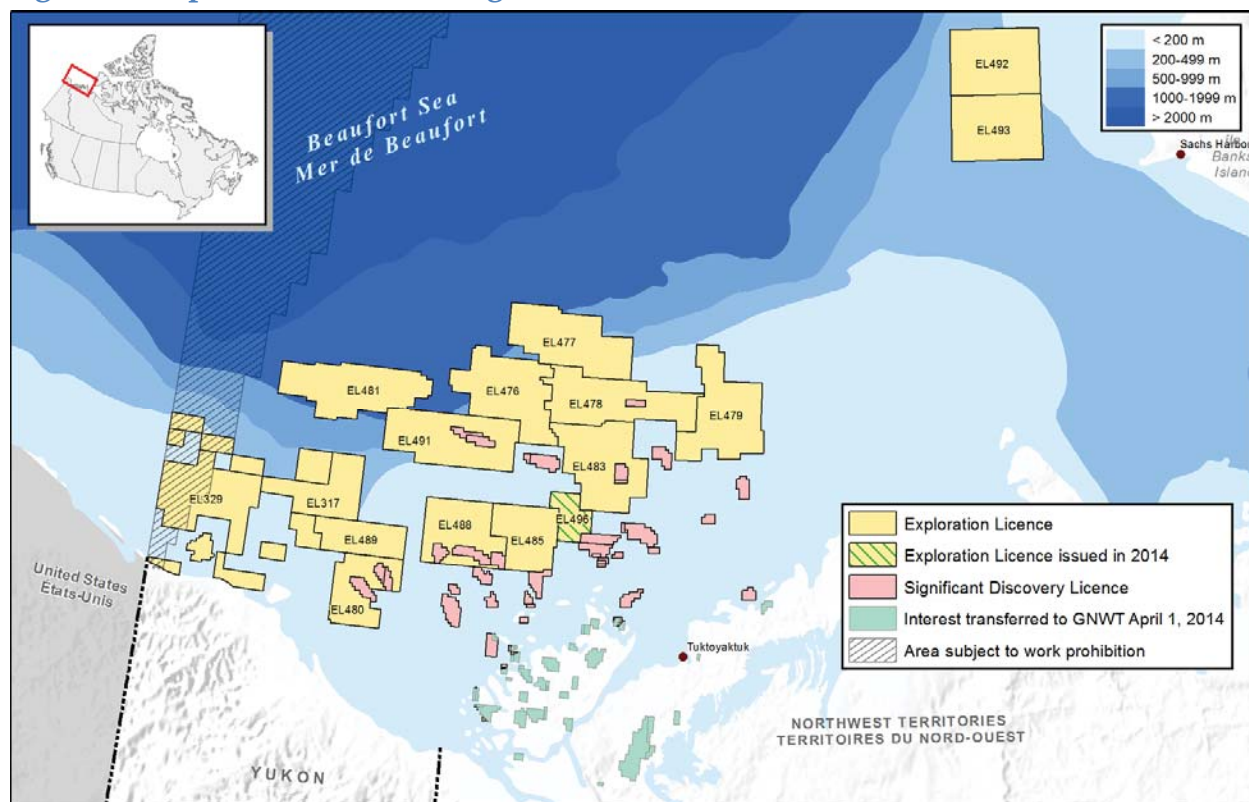 Beaufort Sea
Mer de Beaufort
< 200 m
200-499 m
500-999 m
1000-1999 m
> 2000 m
EL492
EL493
Sachs Harbour
Banks
Island
EL477
EL481
EL476
EL478
EL479
EL491
EL483
EL329
EL317
EL488
EL485
EL496
EL489
EL480
United States
États-Unis
Exploration Licence
Exploration Licence issued in 2014
Significant Discovery Licence
Interest transferred to GNWT April 1, 2014
Area subject to work prohibition
Tuktoyaktuk
NORTHWEST TERRITORIES
TERRITOIRES DU NORD-OUEST
YUKON